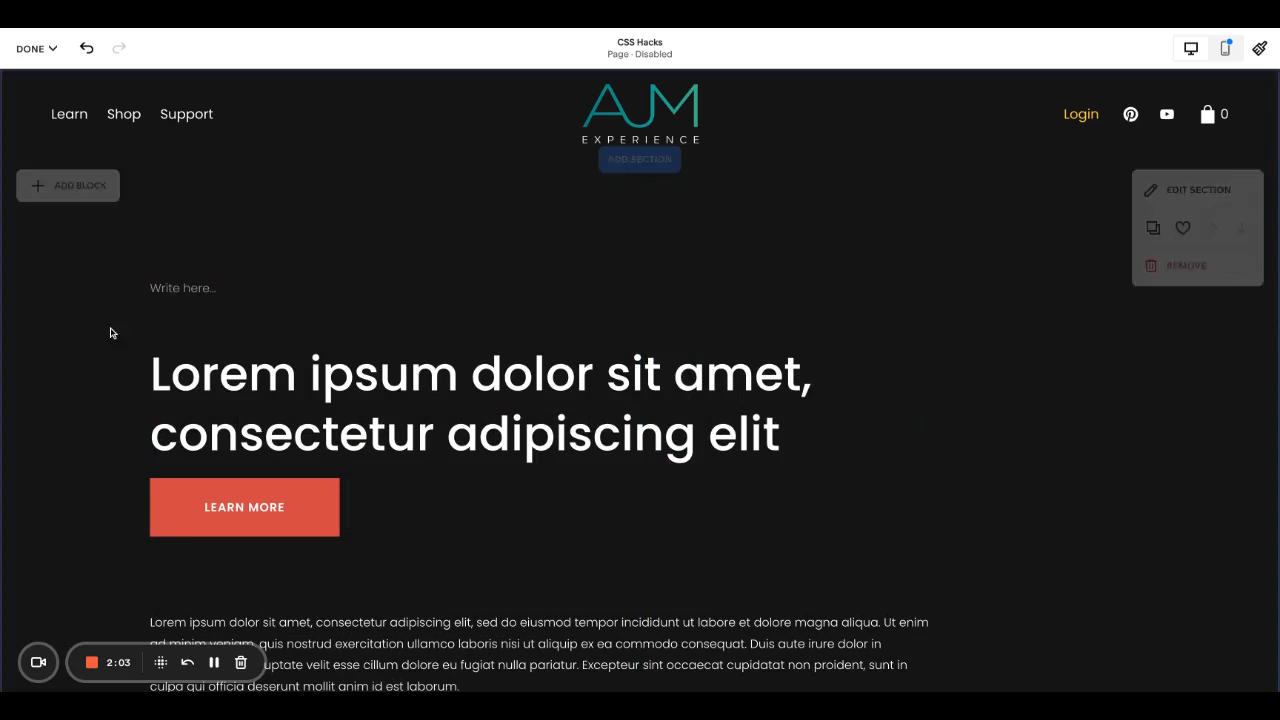 DONE
CSS Hacks
Page · Disabled
Learn Shop Support
AJM
EXPERIENCE
Login
0
ADD SECTION
ADD BLOCK
EDIT SECTION
REMOVE
Write here...
Lorem ipsum dolor sit amet,
consectetur adipiscing elit
LEARN MORE
Lorem ipsum dolor sit amet, consectetur adipiscing elit, sed do eiusmod tempor incididunt ut labore et dolore magna aliqua. Ut enim
ad minim veniam, quis nostrud exercitation ullamco laboris nisi ut aliquip ex ea commodo consequat. Duis aute irure dolor in
uptate velit esse cillum dolore eu fugiat nulla pariatur. Excepteur sint occaecat cupidatat non proident, sunt in
culpa qui officia deserunt mollit anim id est laborum.
2:03